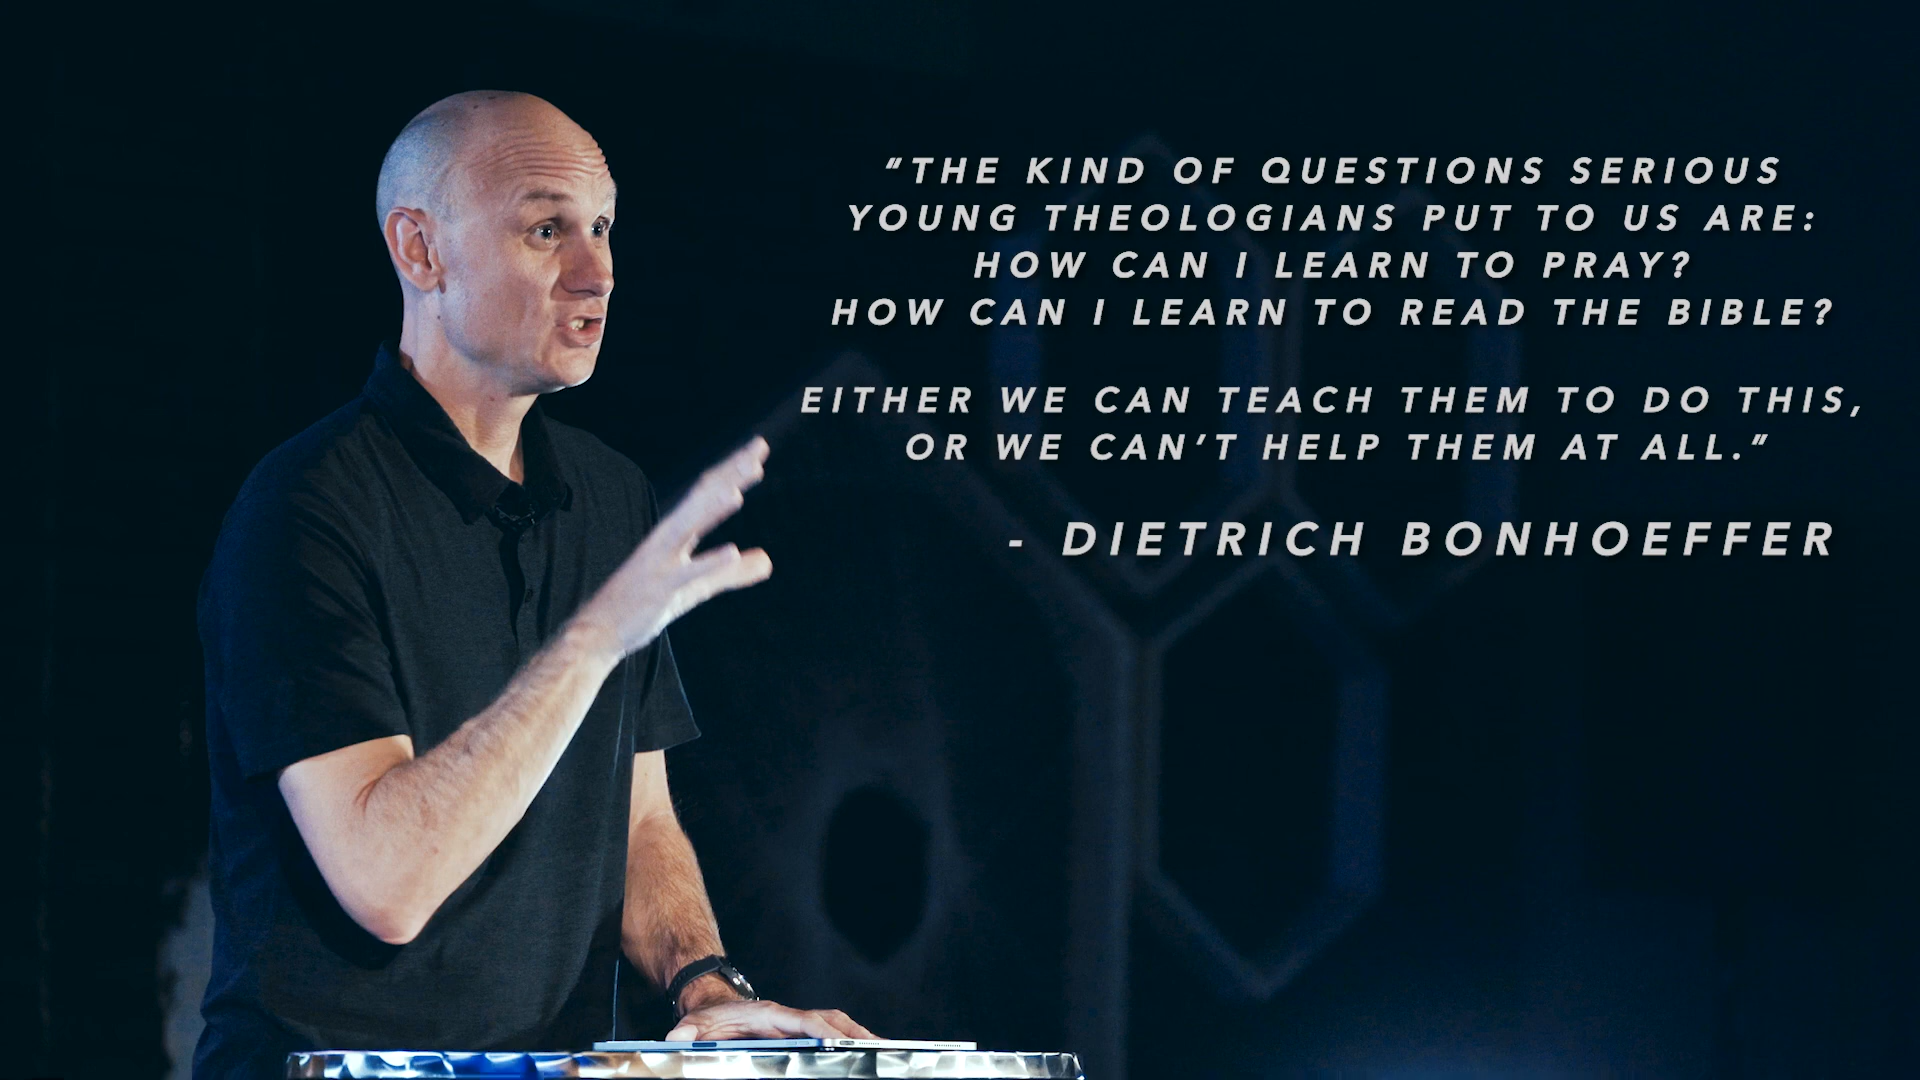 “THE KIND OF QUESTIONS SERIOUS
YOUNG THEOLOGIANS PUT TO US ARE:
HOW CAN I LEARN TO PRAY?
HOW CAN I LEARN TO READ THE BIBLE?
EITHER WE CAN TEACH THEM TO DO THIS,
OR WE CAN’T HELP THEM AT ALL.”
- DIETRICH BONHOEFFER